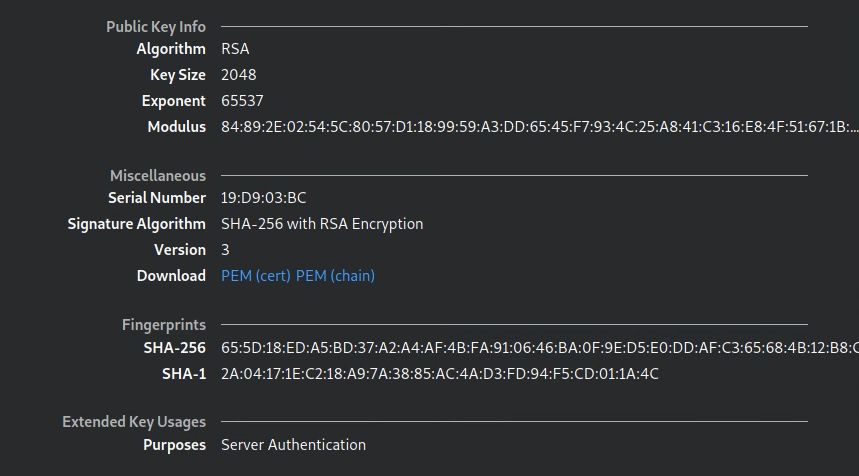 Public Key Info
Algorithm RSA
Key Size 2048
Exponent 65537
Modulus 84:89:2E:02:54:5C:80:57:D1:18:99:59:A3:DD:65:45:F7:93:4C:25:A8:41:C3:16:E8:4F:51:67:1B:...
Miscellaneous
Serial Number 19:D9:03:BC
Signature Algorithm SHA-256 with RSA Encryption
Version 3
Download PEM (cert) PEM (chain)
Fingerprints
SHA-256 65:5D:18:ED:A5:BD:37:A2:A4:AF:4B:FA:91:06:46:BA:0F:9E:D5:E0:DD:AF:C3:65:68:4B:12:B8:
SHA-1 2A:04:17:1E:C2:18:A9:7A:38:85:AC:4A:D3:FD:94:F5:CD:01:1A:4C
Extended Key Usages
Purposes Server Authentication